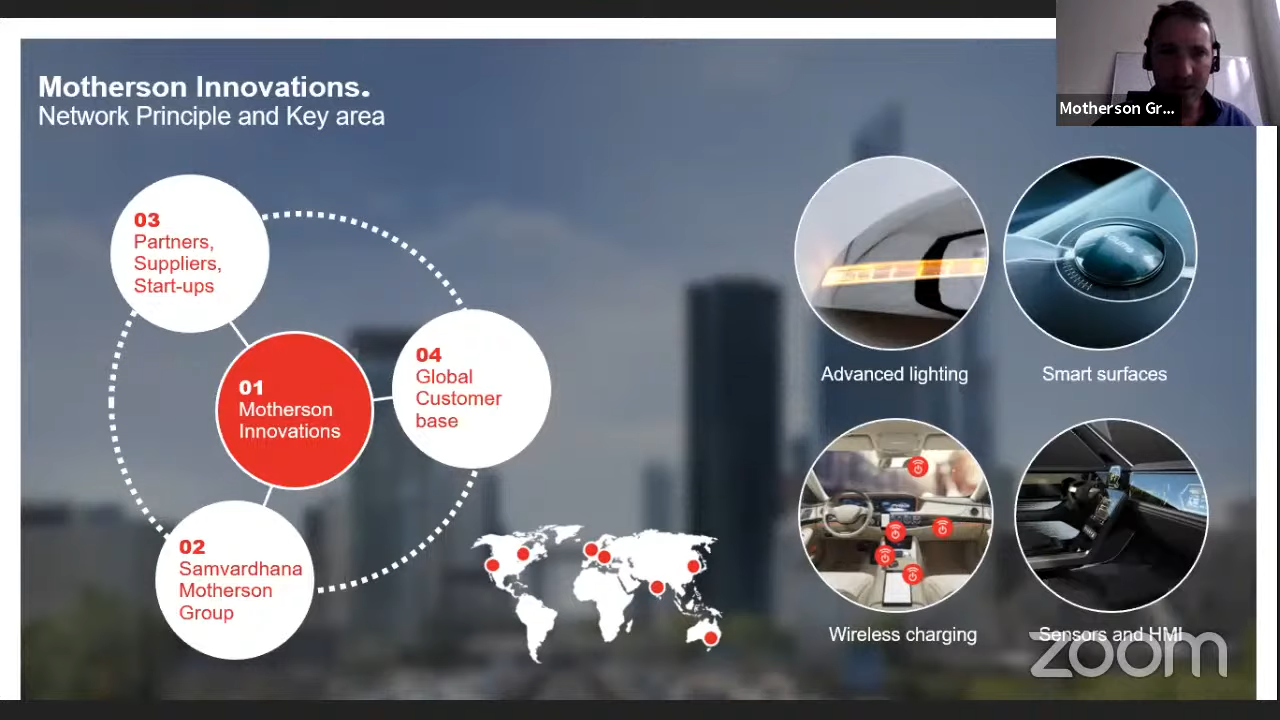 Motherson Innovations.
Network Principle and Key area
Motherson Gr...
03
Partners,
Suppliers,
Start-ups
04
Global
Customer
base
01
Motherson
Innovations
02
Samvardhana
Motherson
Group
Advanced lighting
Smart surfaces
Wireless charging
Sensors and HMI
zoom